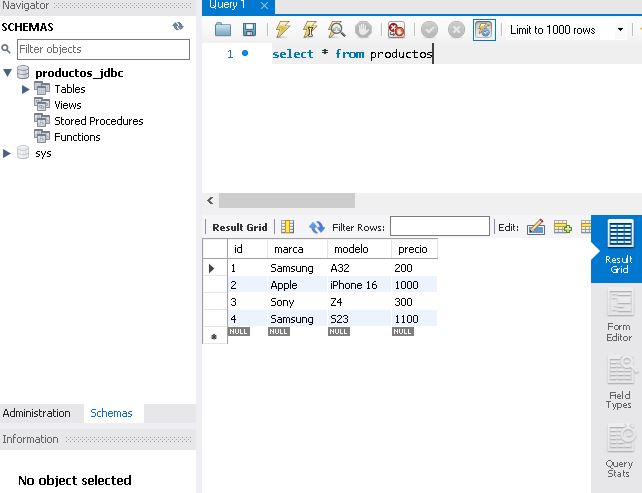 Navigator
Query 1
SCHEMAS
Filter objects
productos_jdbc
Tables
Views
Stored Procedures
Functions
sys
Limit to 1000 rows
1 select * from productos
Result Grid Filter Rows: Edit:
id marca modelo precio
1 Samsung A32 200
2 Apple iPhone 16 1000
3 Sony Z4 300
4 Samsung S23 1100
NULL NULL NULL NULL
Result
Grid
Form
Editor
Field
Types
Query
Stats
Administration Schemas
Information
No object selected